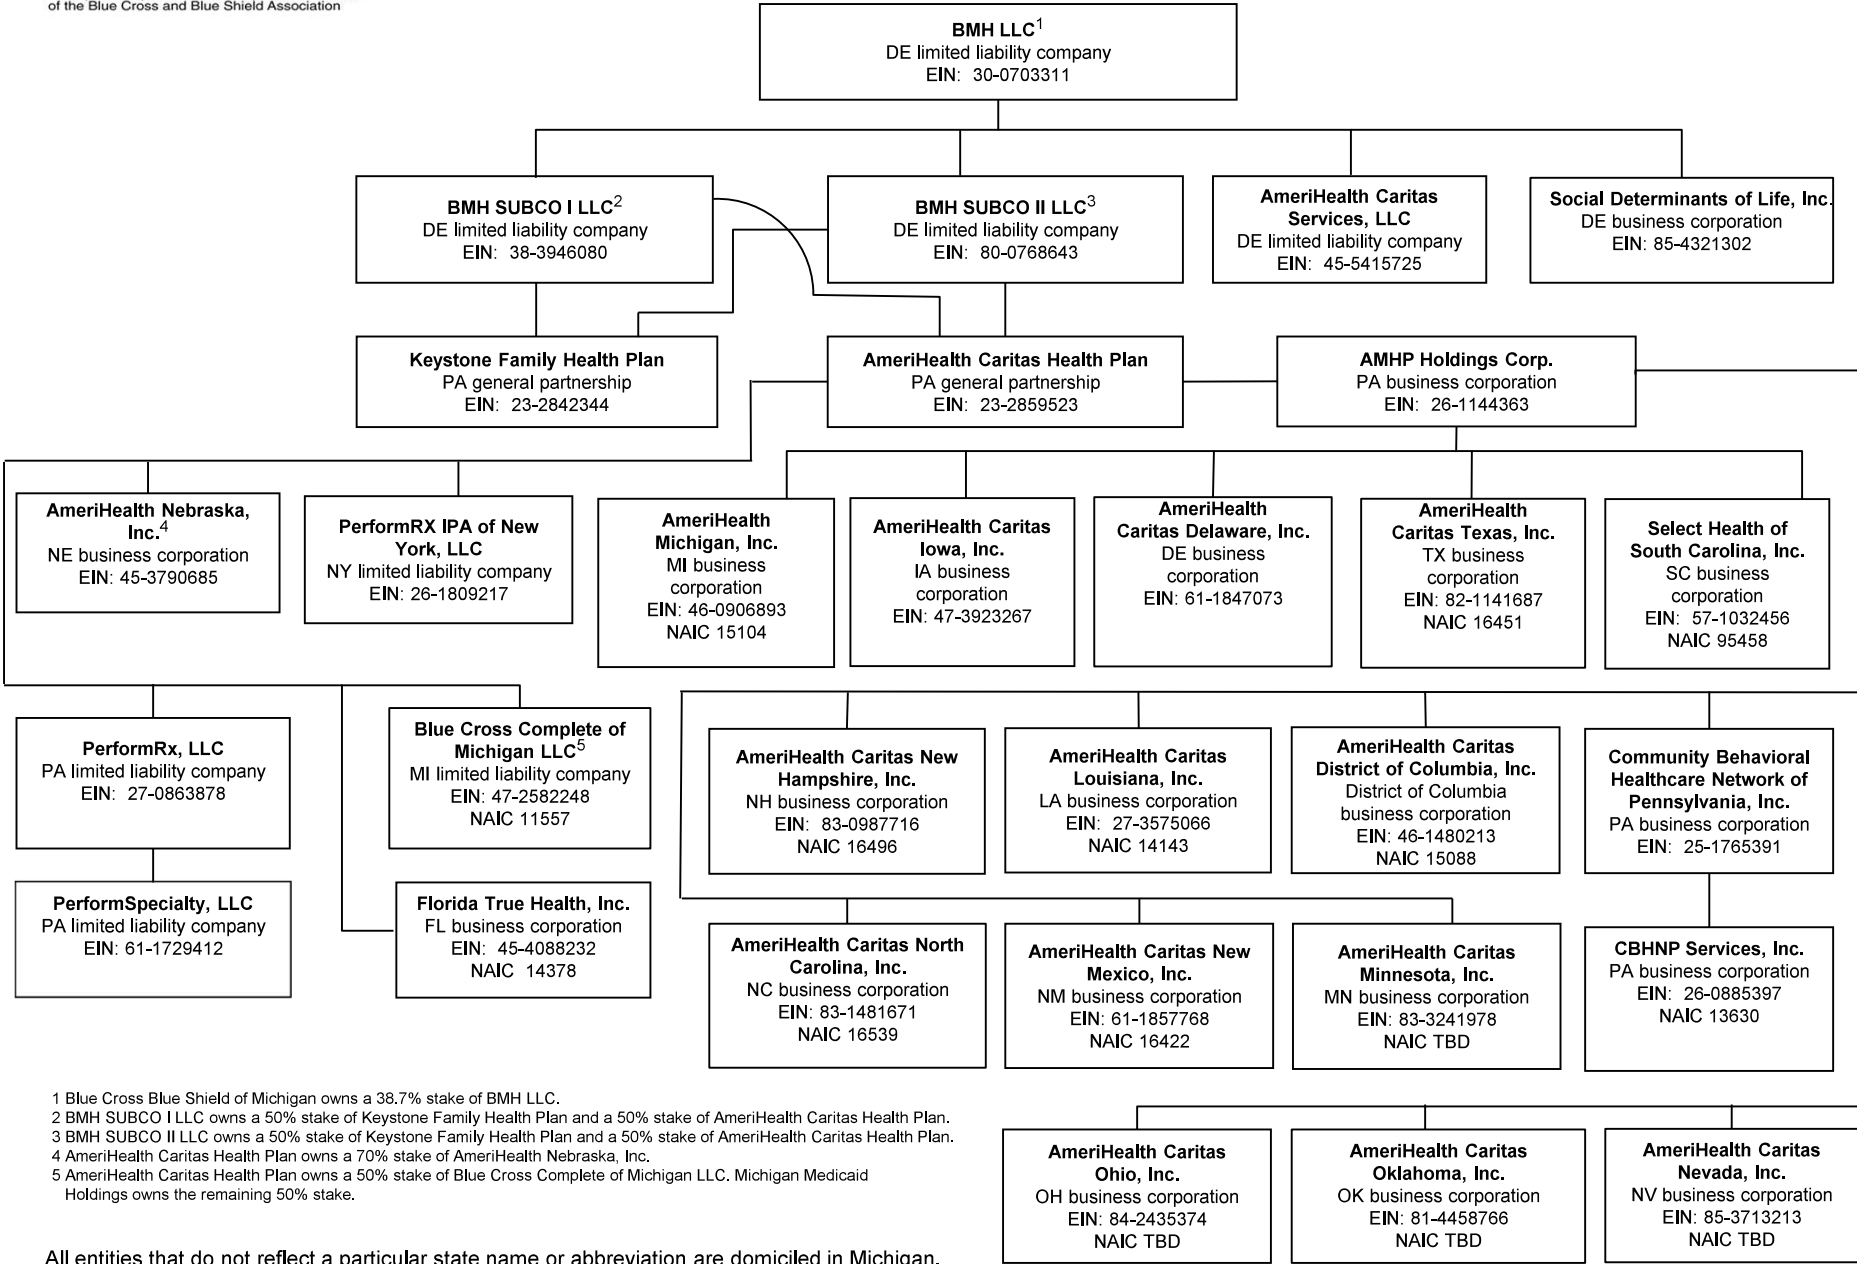 of the Blue Cross and Blue Shield Association
BMH LLC1
DE limited liability company
EIN: 30-0703311
BMH SUBCO I LLC2
DE limited liability company
EIN: 38-3946080
BMH SUBCO II LLC3
DE limited liability company
EIN: 80-0768643
AmeriHealth Caritas
Services, LLC
DE limited liability company
EIN: 45-5415725
Social Determinants of Life, Inc.
DE business corporation
EIN: 85-4321302
Keystone Family Health Plan
PA general partnership
EIN: 23-2842344
AmeriHealth Caritas Health Plan
PA general partnership
EIN: 23-2859523
AMHP Holdings Corp.
PA business corporation
EIN: 26-1144363
AmeriHealth Nebraska,
Inc.4
NE business corporation
EIN: 45-3790685
PerformRX IPA of New
York, LLC
NY limited liability company
EIN: 26-1809217
AmeriHealth
Michigan, Inc.
MI business
corporation
EIN: 46-0906893
NAIC 15104
AmeriHealth Caritas
Iowa, Inc.
IA business
corporation
EIN: 47-3923267
AmeriHealth
Caritas Delaware, Inc.
DE business
corporation
EIN: 61-1847073
AmeriHealth
Caritas Texas, Inc.
TX business
corporation
EIN: 82-1141687
NAIC 16451
Select Health of
South Carolina, Inc.
SC business
corporation
EIN: 57-1032456
NAIC 95458
PerformRx, LLC
PA limited liability company
EIN: 27-0863878
Blue Cross Complete of
Michigan LLC5
MI limited liability company
EIN: 47-2582248
NAIC 11557
AmeriHealth Caritas New
Hampshire, Inc.
NH business corporation
EIN: 83-0987716
NAIC 16496
AmeriHealth Caritas
Louisiana, Inc.
LA business corporation
EIN: 27-3575066
NAIC 14143
AmeriHealth Caritas
District of Columbia, Inc.
District of Columbia
business corporation
EIN: 46-1480213
NAIC 15088
Community Behavioral
Healthcare Network of
Pennsylvania, Inc.
PA business corporation
EIN: 25-1765391
PerformSpecialty, LLC
PA limited liability company
EIN: 61-1729412
Florida True Health, Inc.
FL business corporation
EIN: 45-4088232
NAIC 14378
AmeriHealth Caritas North
Carolina, Inc.
NC business corporation
EIN: 83-1481671
NAIC 16539
AmeriHealth Caritas New
Mexico, Inc.
NM business corporation
EIN: 61-1857768
NAIC 16422
AmeriHealth Caritas
Minnesota, Inc.
MN business corporation
EIN: 83-3241978
NAIC TBD
CBHNP Services, Inc.
PA business corporation
EIN: 26-0885397
NAIC 13630
1 Blue Cross Blue Shield of Michigan owns a 38.7% stake of BMH LLC.
2 BMH SUBCO I LLC owns a 50% stake of Keystone Family Health Plan and a 50% stake of AmeriHealth Caritas Health Plan.
3 BMH SUBCO II LLC owns a 50% stake of Keystone Family Health Plan and a 50% stake of AmeriHealth Caritas Health Plan.
4 AmeriHealth Caritas Health Plan owns a 70% stake of AmeriHealth Nebraska, Inc.
5 AmeriHealth Caritas Health Plan owns a 50% stake of Blue Cross Complete of Michigan LLC. Michigan Medicaid
Holdings owns the remaining 50% stake.
AmeriHealth Caritas
Ohio, Inc.
OH business corporation
EIN: 84-2435374
NAIC TBD
AmeriHealth Caritas
Oklahoma, Inc.
OK business corporation
EIN: 81-4458766
NAIC TBD
AmeriHealth Caritas
Nevada, Inc.
NV business corporation
EIN: 85-3713213
NAIC TBD
All entities that do not reflect a particular state name or abbreviation are domiciled in Michigan.